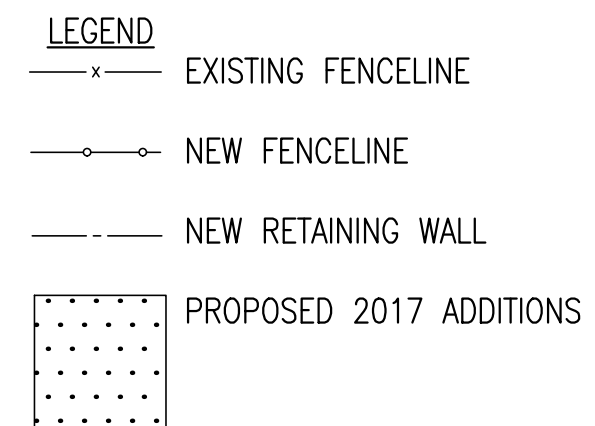 LEGEND
x EXISTING FENCELINE
NEW FENCELINE
NEW RETAINING WALL
PROPOSED 2017 ADDITIONS